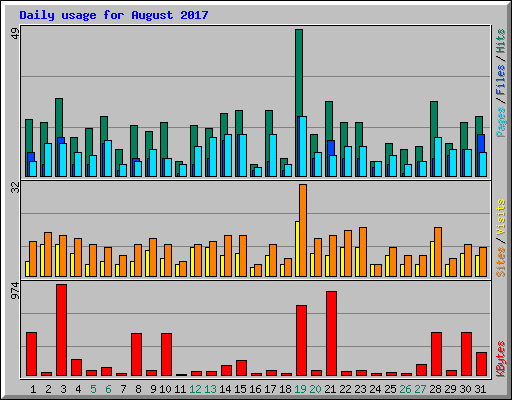 Daily usage for August 2017
49
Pages / Files / Hits
32
Sites / Visits
974
KBytes
1 2 3 4 5 6 7 8 9 10 11 12 13 14 15 16 17 18 19 20 21 22 23 24 25 26 27 28 29 30 31